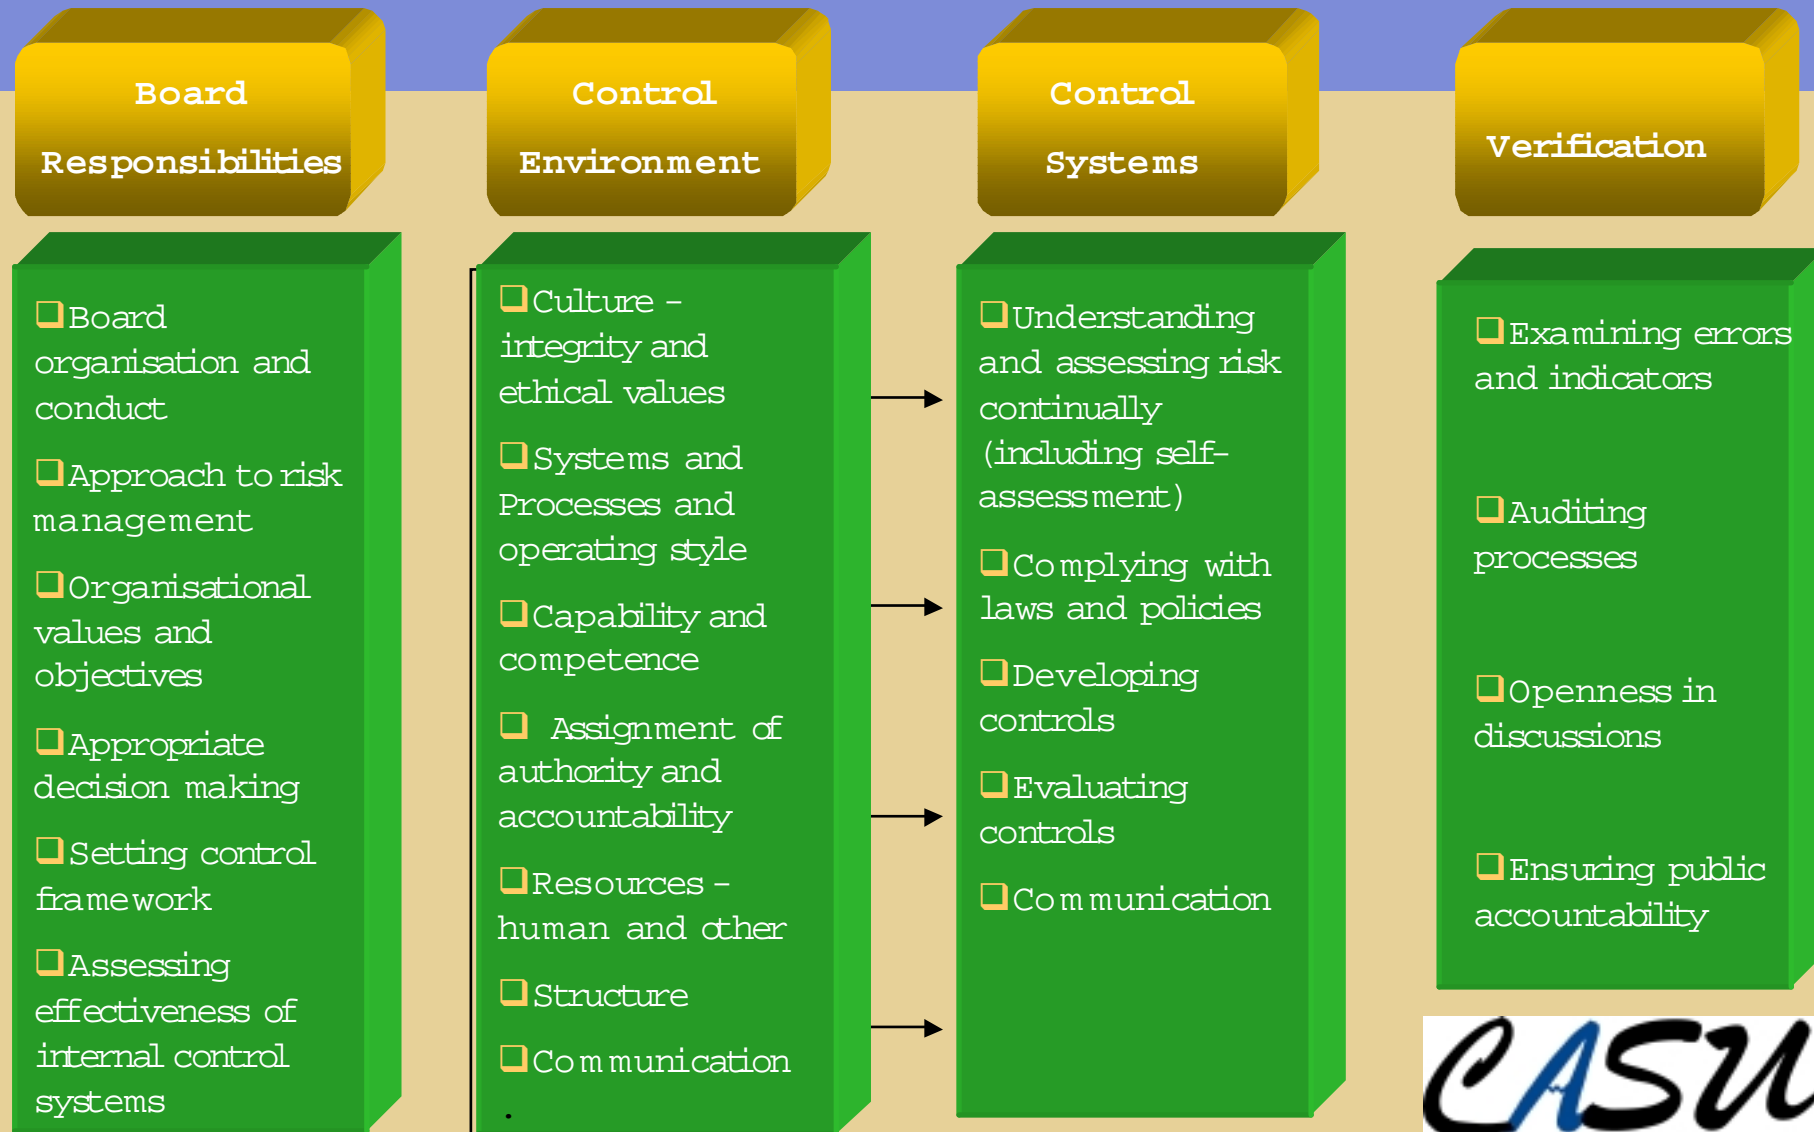 Board
Responsibilities
❑Board
organisation and
conduct
❑Approach to risk
management
❑Organisational
values and
objectives
❑Appropriate
decision making
❑Setting control
framework
❑Assessing
effectiveness of
internal control
systems
Control
Environment
❑Culture –
integrity and
ethical values
❑Systems and
Processes and
operating style
❑Capability and
competence
❑ Assignment of
authority and
accountability
❑Resources –
human and other
❑Structure
❑Communication
.
Control
Systems
❑Understanding
and assessing risk
continually
(including self-
assessment)
❑Complying with
laws and policies
❑Developing
controls
❑Evaluating
controls
❑Communication
Verification
❑Examining errors
and indicators
❑Auditing
processes
❑Openness in
discussions
❑Ensuring public
accountability
CASU